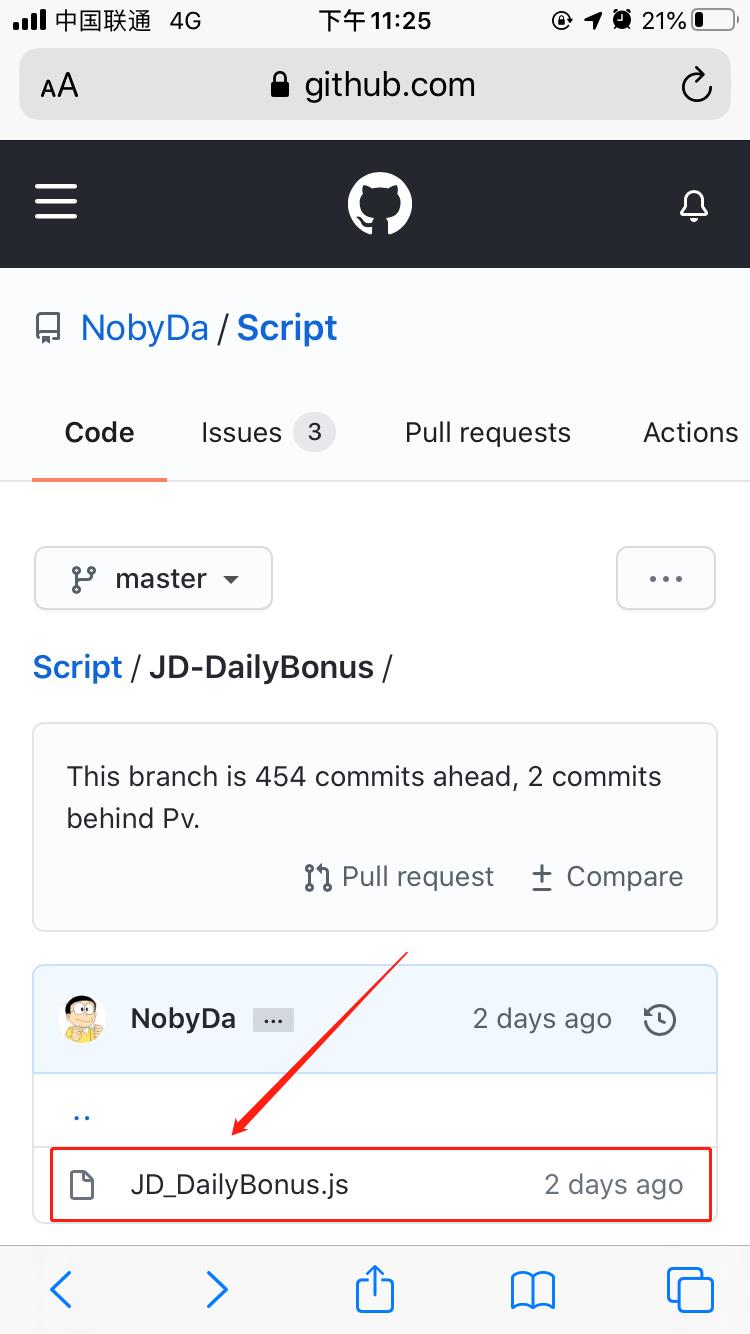 中国联通 4G 下午11:25 21%
AA github.com
NobyDa / Script
Code Issues 3 Pull requests Actions
master ...
Script / JD-DailyBonus /
This branch is 454 commits ahead, 2 commits
behind Pv.
Pull request Compare
NobyDa ... 2 days ago
..
JD_DailyBonus.js 2 days ago